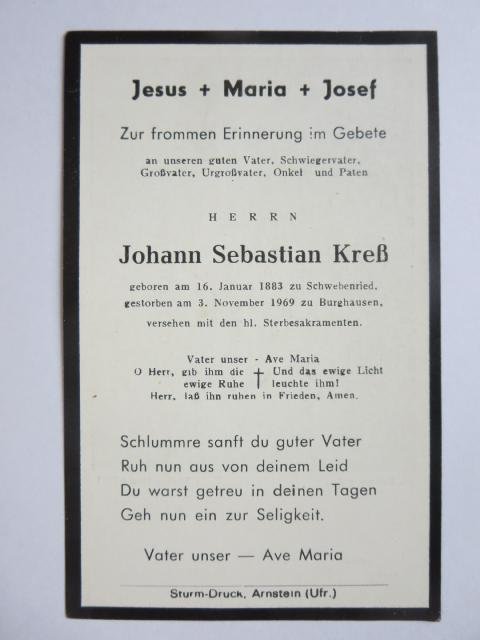 Jesus + Maria + Josef
Zur frommen Erinnerung im Gebete
an unseren guten Vater, Schwiegervater,
Großvater, Urgroßvater, Onkel und Paten
HERRN
Johann Sebastian Kreß
geboren am 16. Januar 1883 zu Schwebenried,
gestorben am 3. November 1969 zu Burghausen,
versehen mit den hl. Sterbesakramenten.
Vater unser - Ave Maria
O Herr, gib ihm die † Und das ewige Licht
ewige Ruhe leuchte ihm!
Herr, laß ihn ruhen in Frieden, Amen.
Schlummre sanft du guter Vater
Ruh nun aus von deinem Leid
Du warst getreu in deinen Tagen
Geh nun ein zur Seligkeit.
Vater unser — Ave Maria
Sturm-Druck, Arnstein (Ufr.)